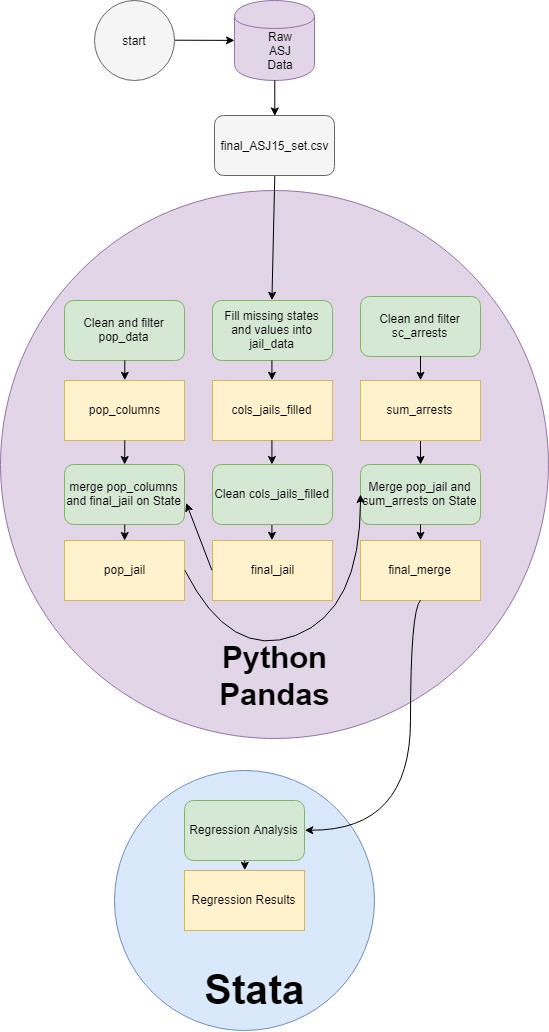 start
Raw
ASJ
Data
final_ASJ15_set.csv
Clean and filter
pop_data
Fill missing states
and values into
jail_data
Clean and filter
sc_arrests
pop_columns
cols_jails_filled
sum_arrests
merge pop_columns
and final_jail on State
Clean cols_jails_filled
Merge pop_jail and
sum_arrests on State
pop_jail
final_jail
final_merge
Python
Pandas
Regression Analysis
Regression Results
Stata